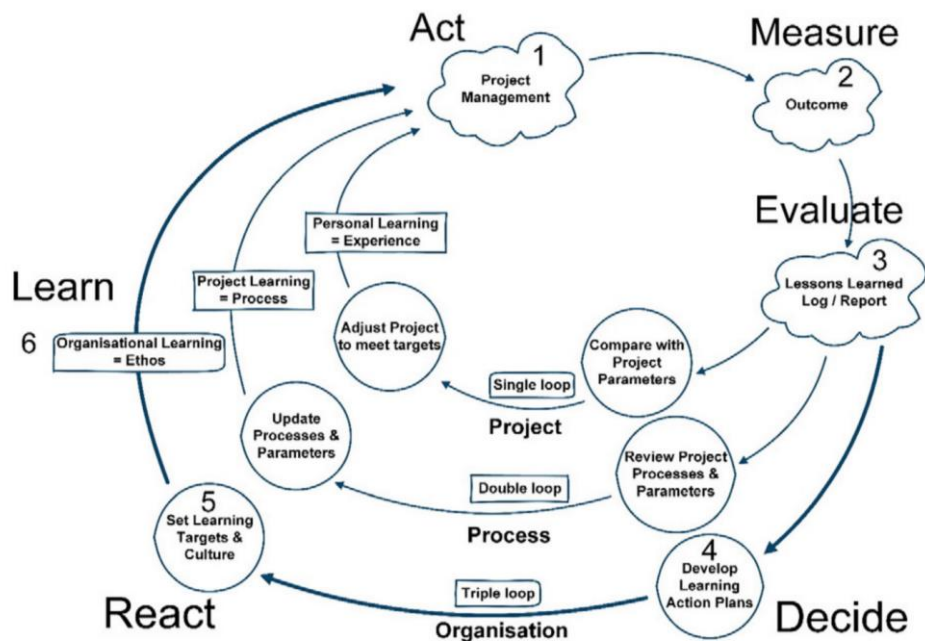 Act
1
Project
Management
Measure
2
Outcome
Evaluate
3
Lessons Learned
Log / Report
Personal Learning
= Experience
Project Learning
= Process
Learn
6
Organisational Learning
= Ethos
Adjust Project
to meet targets
Compare with
Project
Parameters
Single loop
Project
Update
Processes &
Parameters
Review Project
Processes &
Parameters
Double loop
Process
5
Set Learning
Targets &
Culture
React
4
Develop
Learning
Action Plans
Decide
Triple loop
Organisation